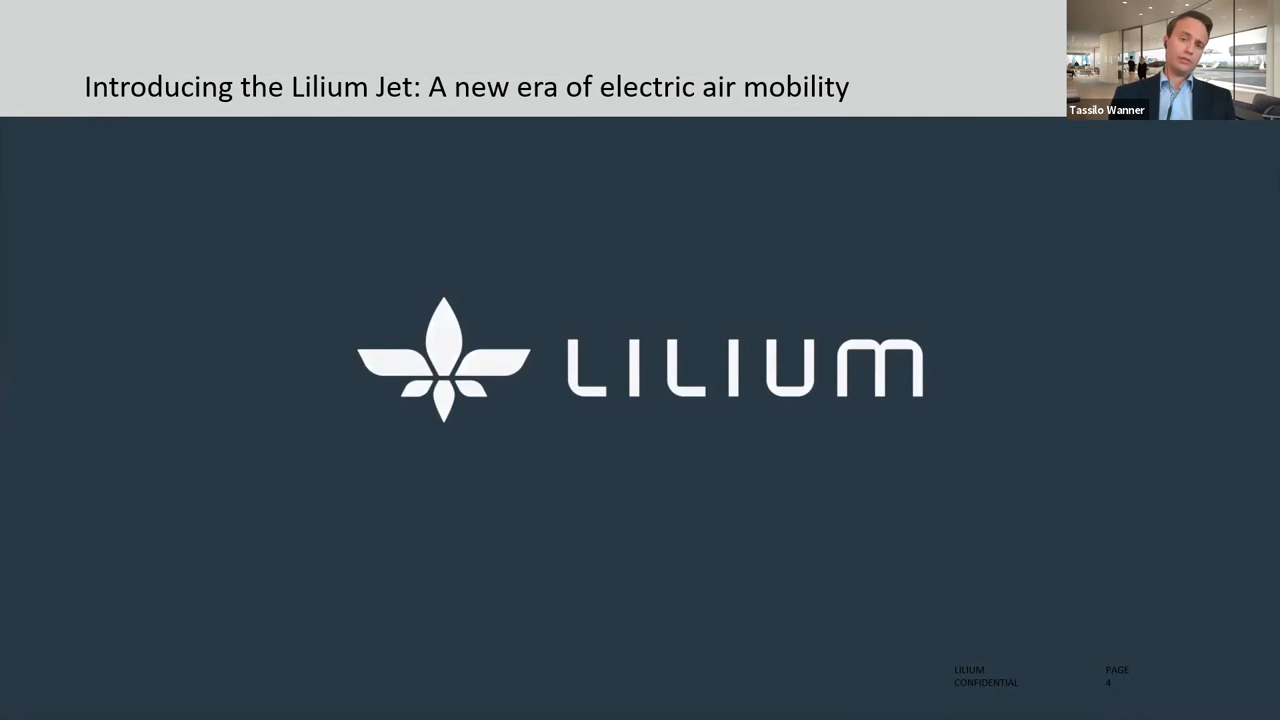 Introducing the Lilium Jet: A new era of electric air mobility
Tassilo Wanner
LILIUM
LILIUM
CONFIDENTIAL
PAGE
4